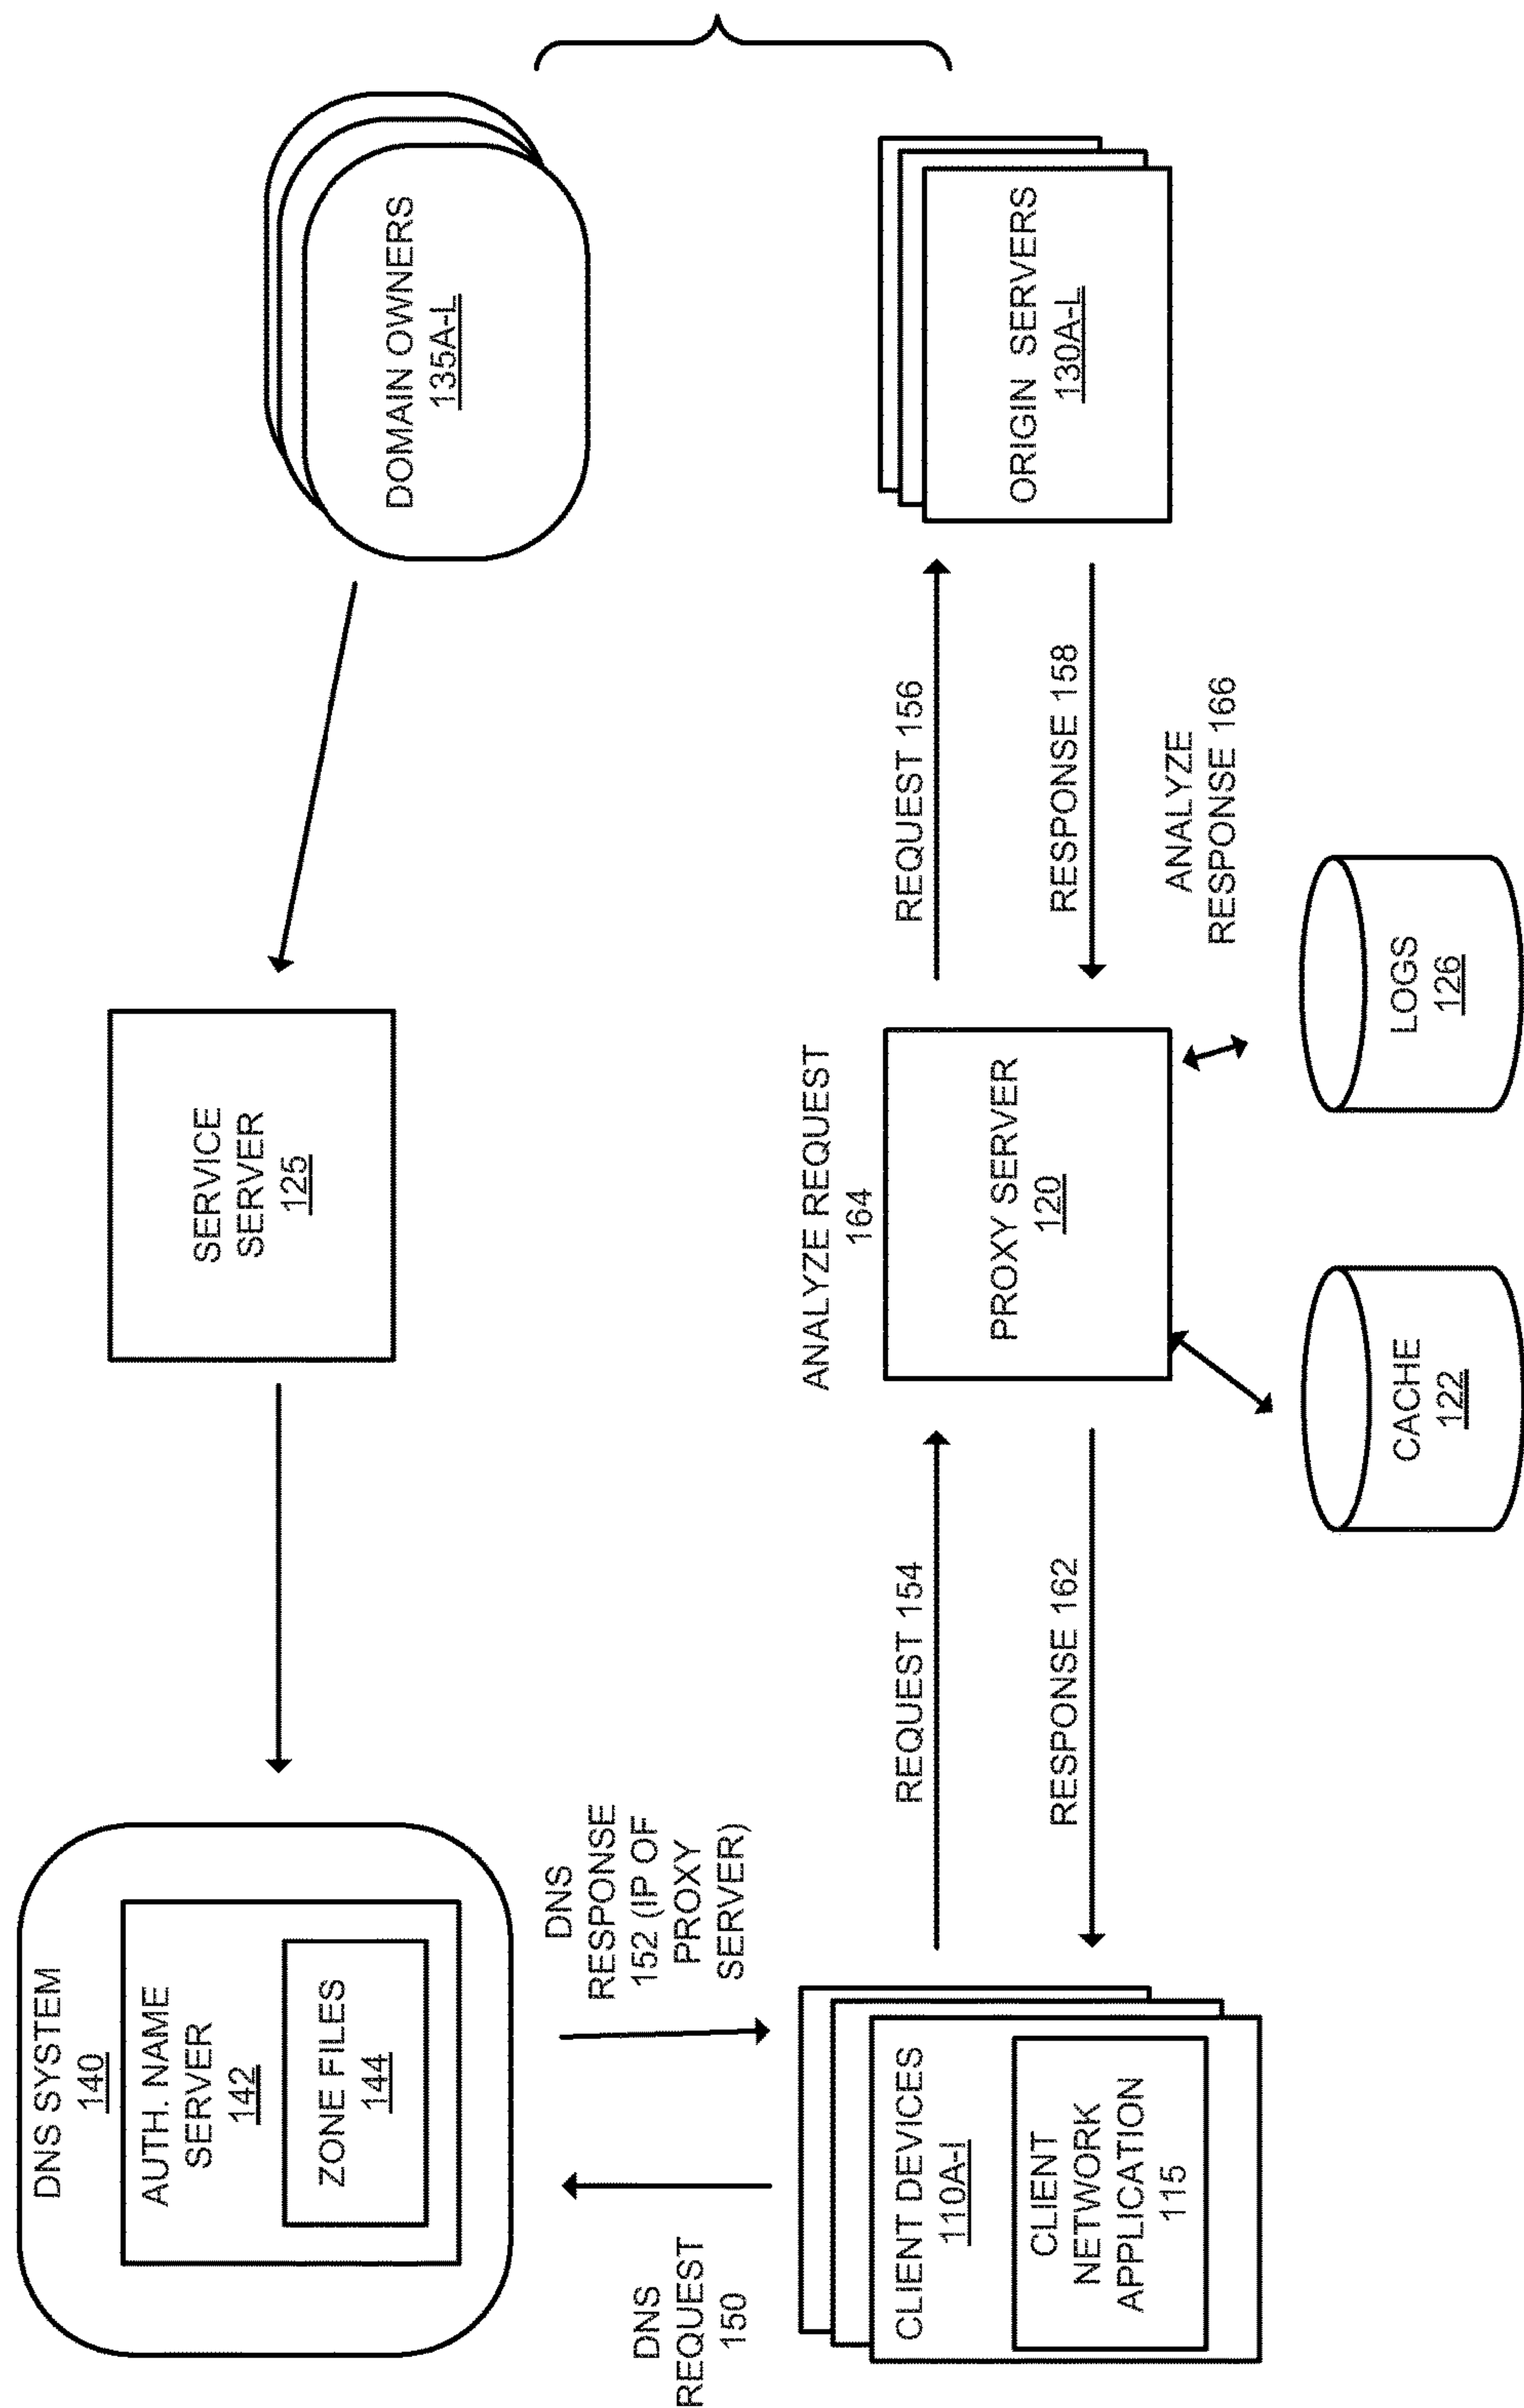 DNS SYSTEM
140
AUTH. NAME
SERVER
142
ZONE FILES
144
SERVICE
SERVER
125
DOMAIN OWNERS
135A-L
DNS
REQUEST
150
DNS
RESPONSE
152 (IP OF
PROXY
SERVER)
CLIENT DEVICES
110A-I
CLIENT
NETWORK
APPLICATION
115
REQUEST 154
RESPONSE 162
ANALYZE REQUEST
164
PROXY SERVER
120
REQUEST 156
RESPONSE 158
ANALYZE
RESPONSE 166
ORIGIN SERVERS
130A-L
CACHE
122
LOGS
126